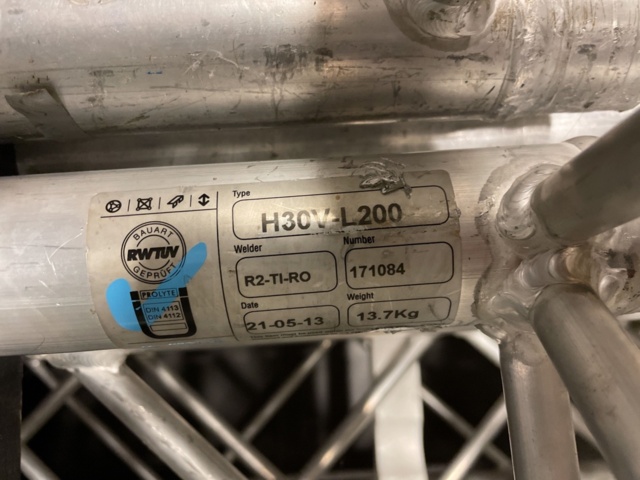 Type
H30V-L200
Welder
Number
R2-TI-RO
171084
Date
Weight
21-05-13
13.7Kg
BAUART
RWTÜV
GEPRÜFT
PROLYTE
DIN 4113
DIN 4112